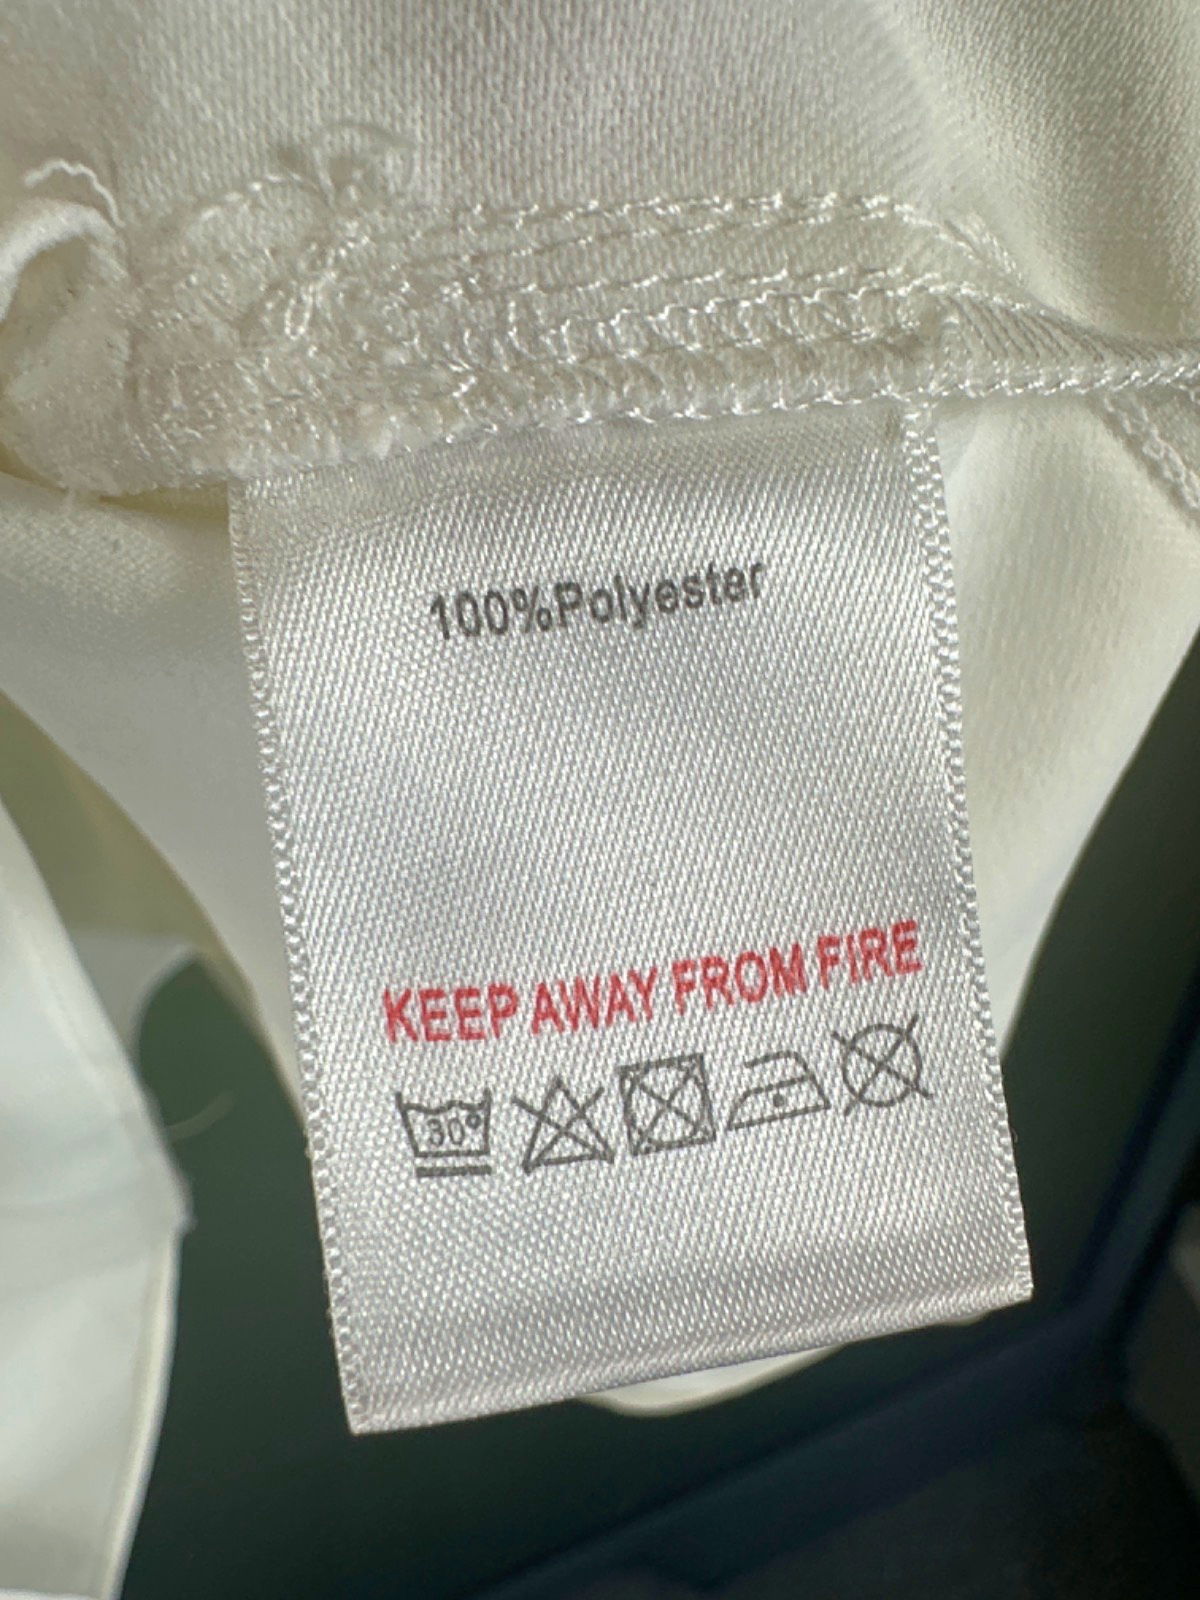 100%Polyester
KEEP AWAY FROM FIRE
30°